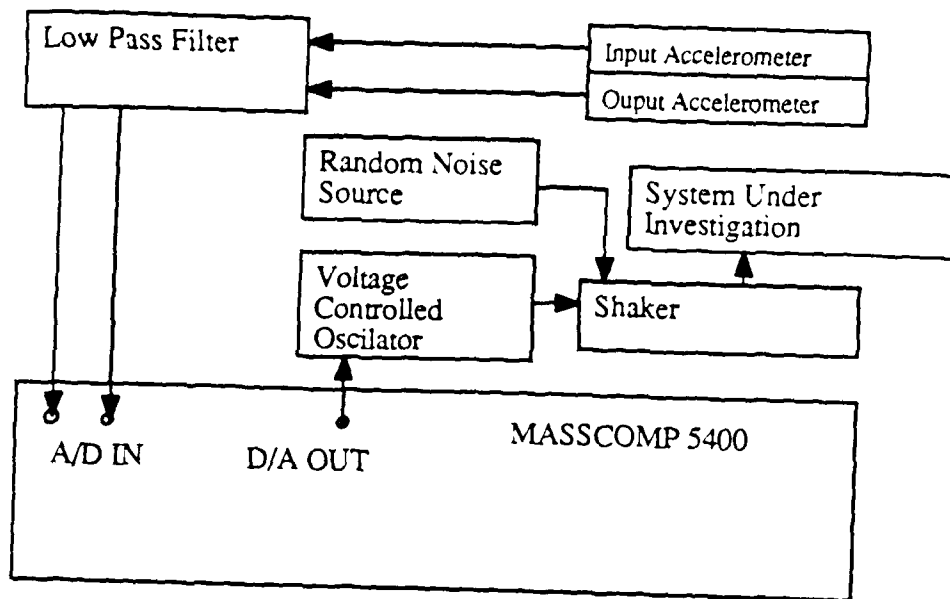 Low Pass Filter
Input Accelerometer
Ouput Accelerometer
Random Noise
Source
System Under
Investigation
Voltage
Controlled
Oscilator
Shaker
MASSCOMP 5400
A/D IN
D/A OUT